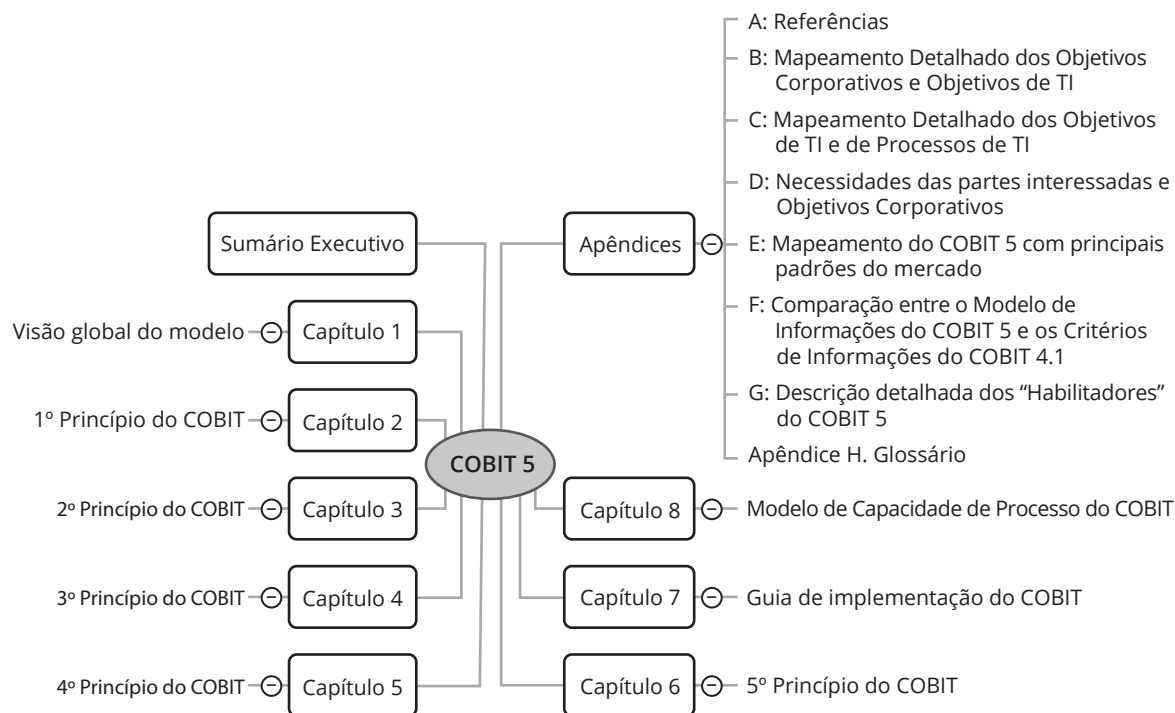 COBIT 5
Sumário Executivo
Capítulo 1
Visão global do modelo
Capítulo 2
1º Princípio do COBIT
Capítulo 3
2º Princípio do COBIT
Capítulo 4
3º Princípio do COBIT
Capítulo 5
4º Princípio do COBIT
Capítulo 6
5º Princípio do COBIT
Capítulo 7
Guia de implementação do COBIT
Capítulo 8
Modelo de Capacidade de Processo do COBIT
Apêndices
A: Referências
B: Mapeamento Detalhado dos Objetivos
Corporativos e Objetivos de TI
C: Mapeamento Detalhado dos Objetivos
de TI e de Processos de TI
D: Necessidades das partes interessadas e
Objetivos Corporativos
E: Mapeamento do COBIT 5 com principais
padrões do mercado
F: Comparação entre o Modelo de
Informações do COBIT 5 e os Critérios
de Informações do COBIT 4.1
G: Descrição detalhada dos “Habilitadores”
do COBIT 5
Apêndice H. Glossário